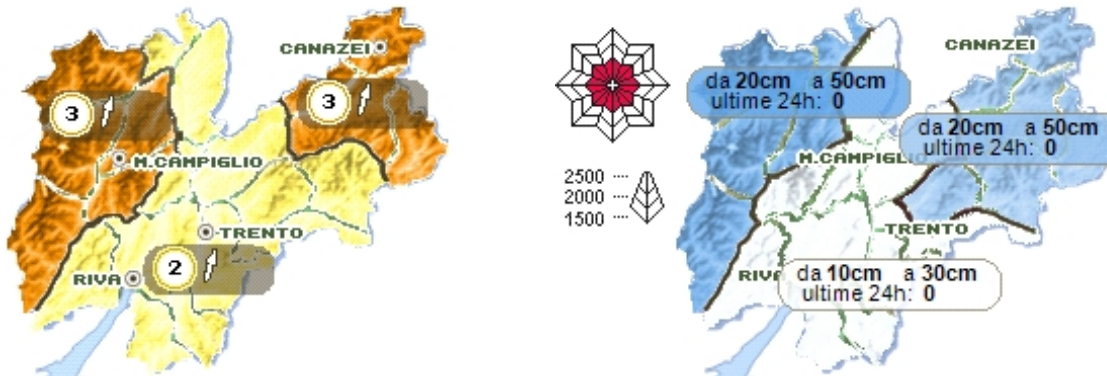 CANAZEI
3
3
M.CAMPIGLIO
TRENTO
RIVA
2
2500
2000
1500
CANAZEI
da 20cm a 50cm
ultime 24h: 0
da 20cm a 50cm
ultime 24h: 0
M.CAMPIGLIO
TRENTO
RIVA
da 10cm a 30cm
ultime 24h: 0